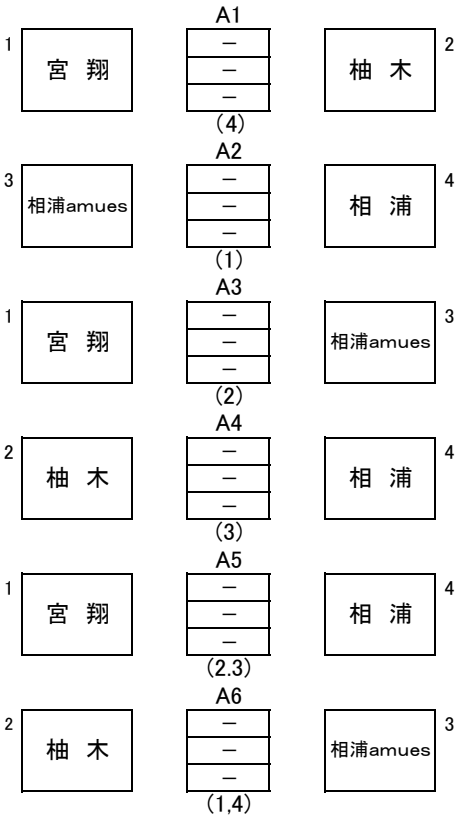 A1
1 宮 翔 － 柚 木 2
－
－
(4)
A2
3 相浦amues － 相 浦 4
－
－
(1)
A3
1 宮 翔 － 相浦amues 3
－
－
(2)
A4
2 柚 木 － 相 浦 4
－
－
(3)
A5
1 宮 翔 － 相 浦 4
－
－
(2.3)
A6
2 柚 木 － 相浦amues 3
－
－
(1,4)